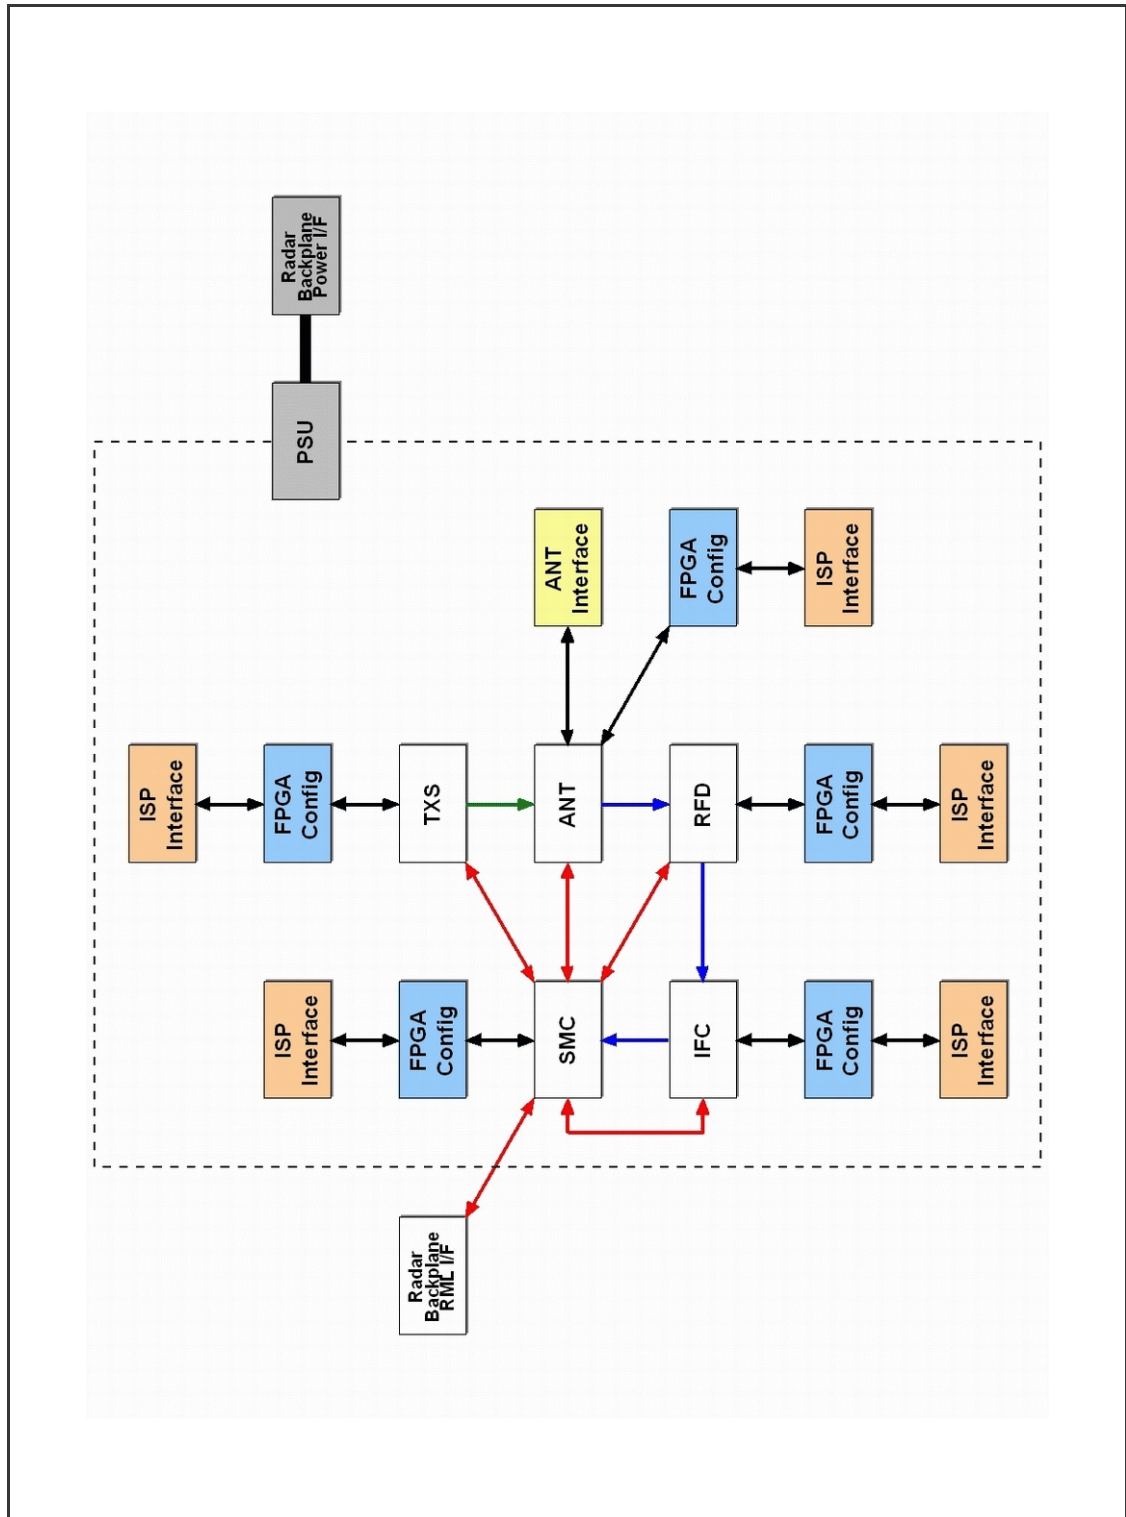 Radar
Backplane
Power I/F
PSU
ANT
Interface
FPGA
Config
ISP
Interface
ISP
Interface
FPGA
Config
TXS
ANT
RFD
FPGA
Config
ISP
Interface
ISP
Interface
FPGA
Config
SMC
IFC
FPGA
Config
ISP
Interface
Radar
Backplane
RML I/F